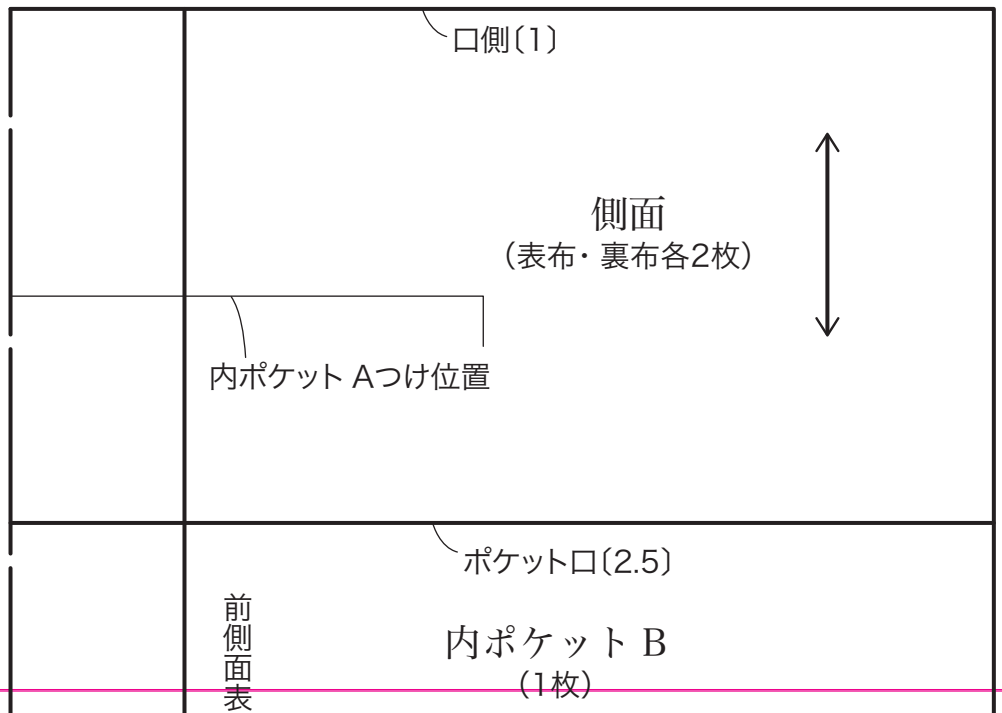 口側〔1〕
側面
（表布・裏布各2枚）
内ポケット Aつけ位置
ポケット口〔2.5〕
前側面表
内ポケット B
（1枚）